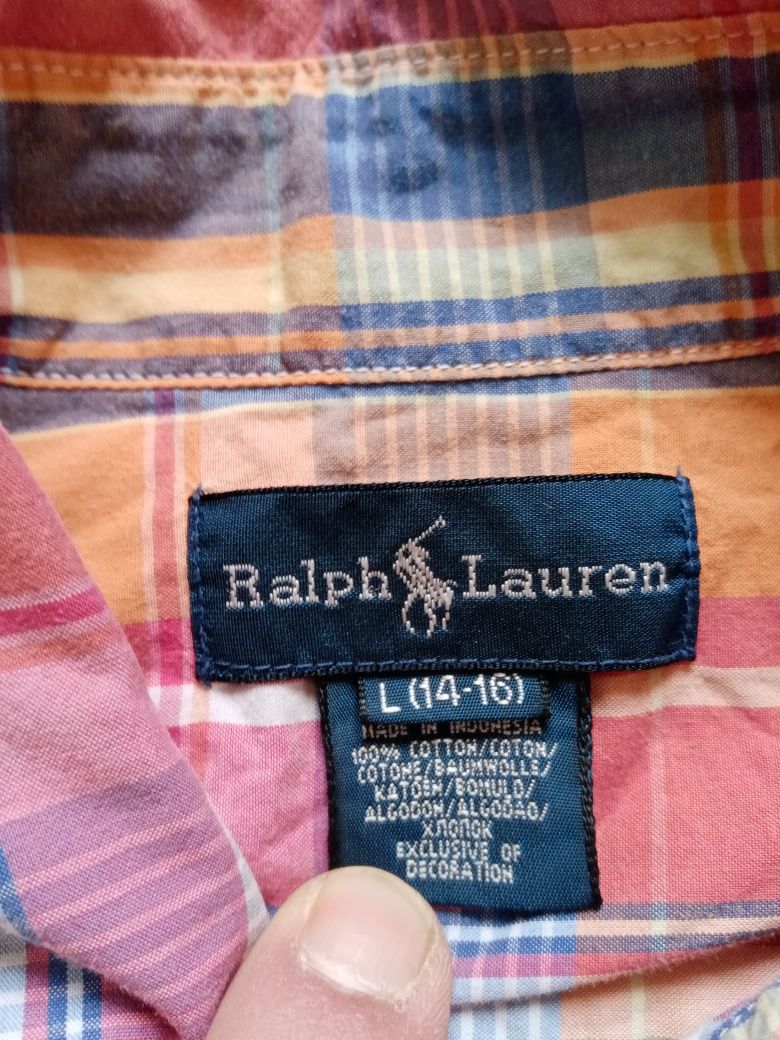 Ralph Lauren
L (14-16)
MADE IN INDONESIA
100% COTTON/COTON/
COTONE/BAUMWOLLE/
KATOEN/BOMULD/
ALGODON/ALGODAO/
ХЛОПОК
EXCLUSIVE OF
DECORATION